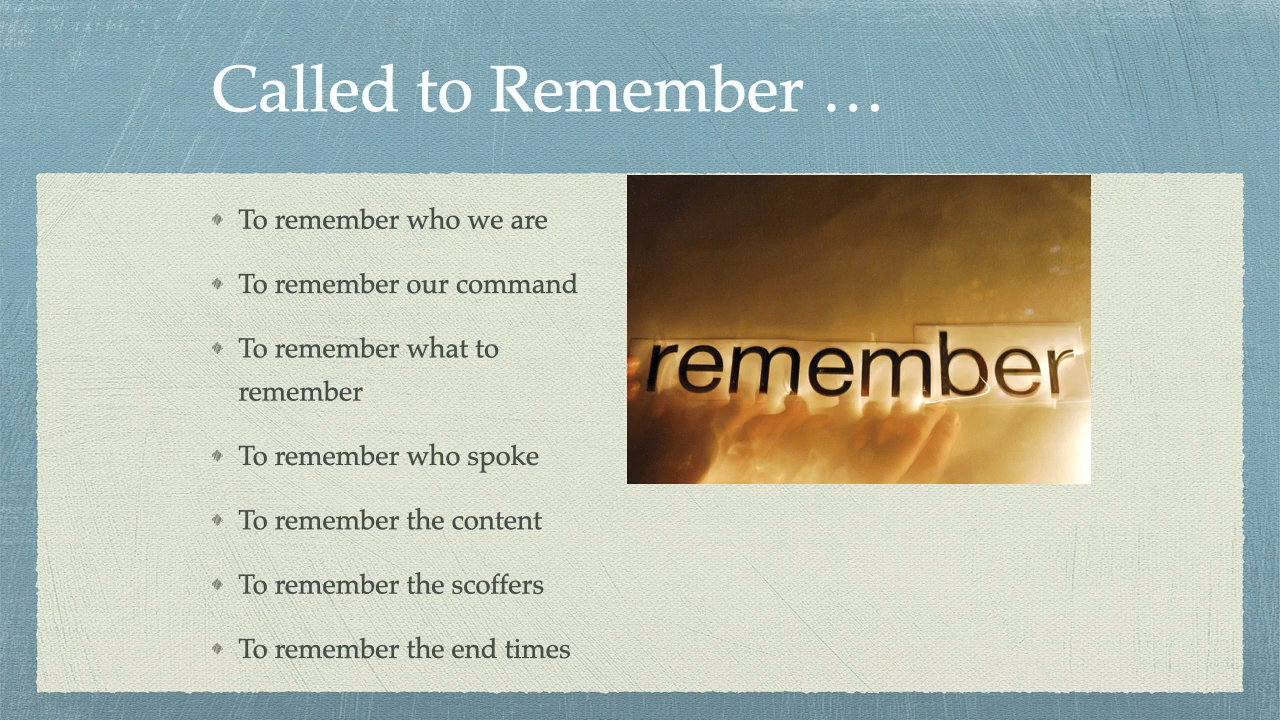 Called to Remember …
To remember who we are
To remember our command
To remember what to
remember
To remember who spoke
To remember the content
To remember the scoffers
To remember the end times
remember